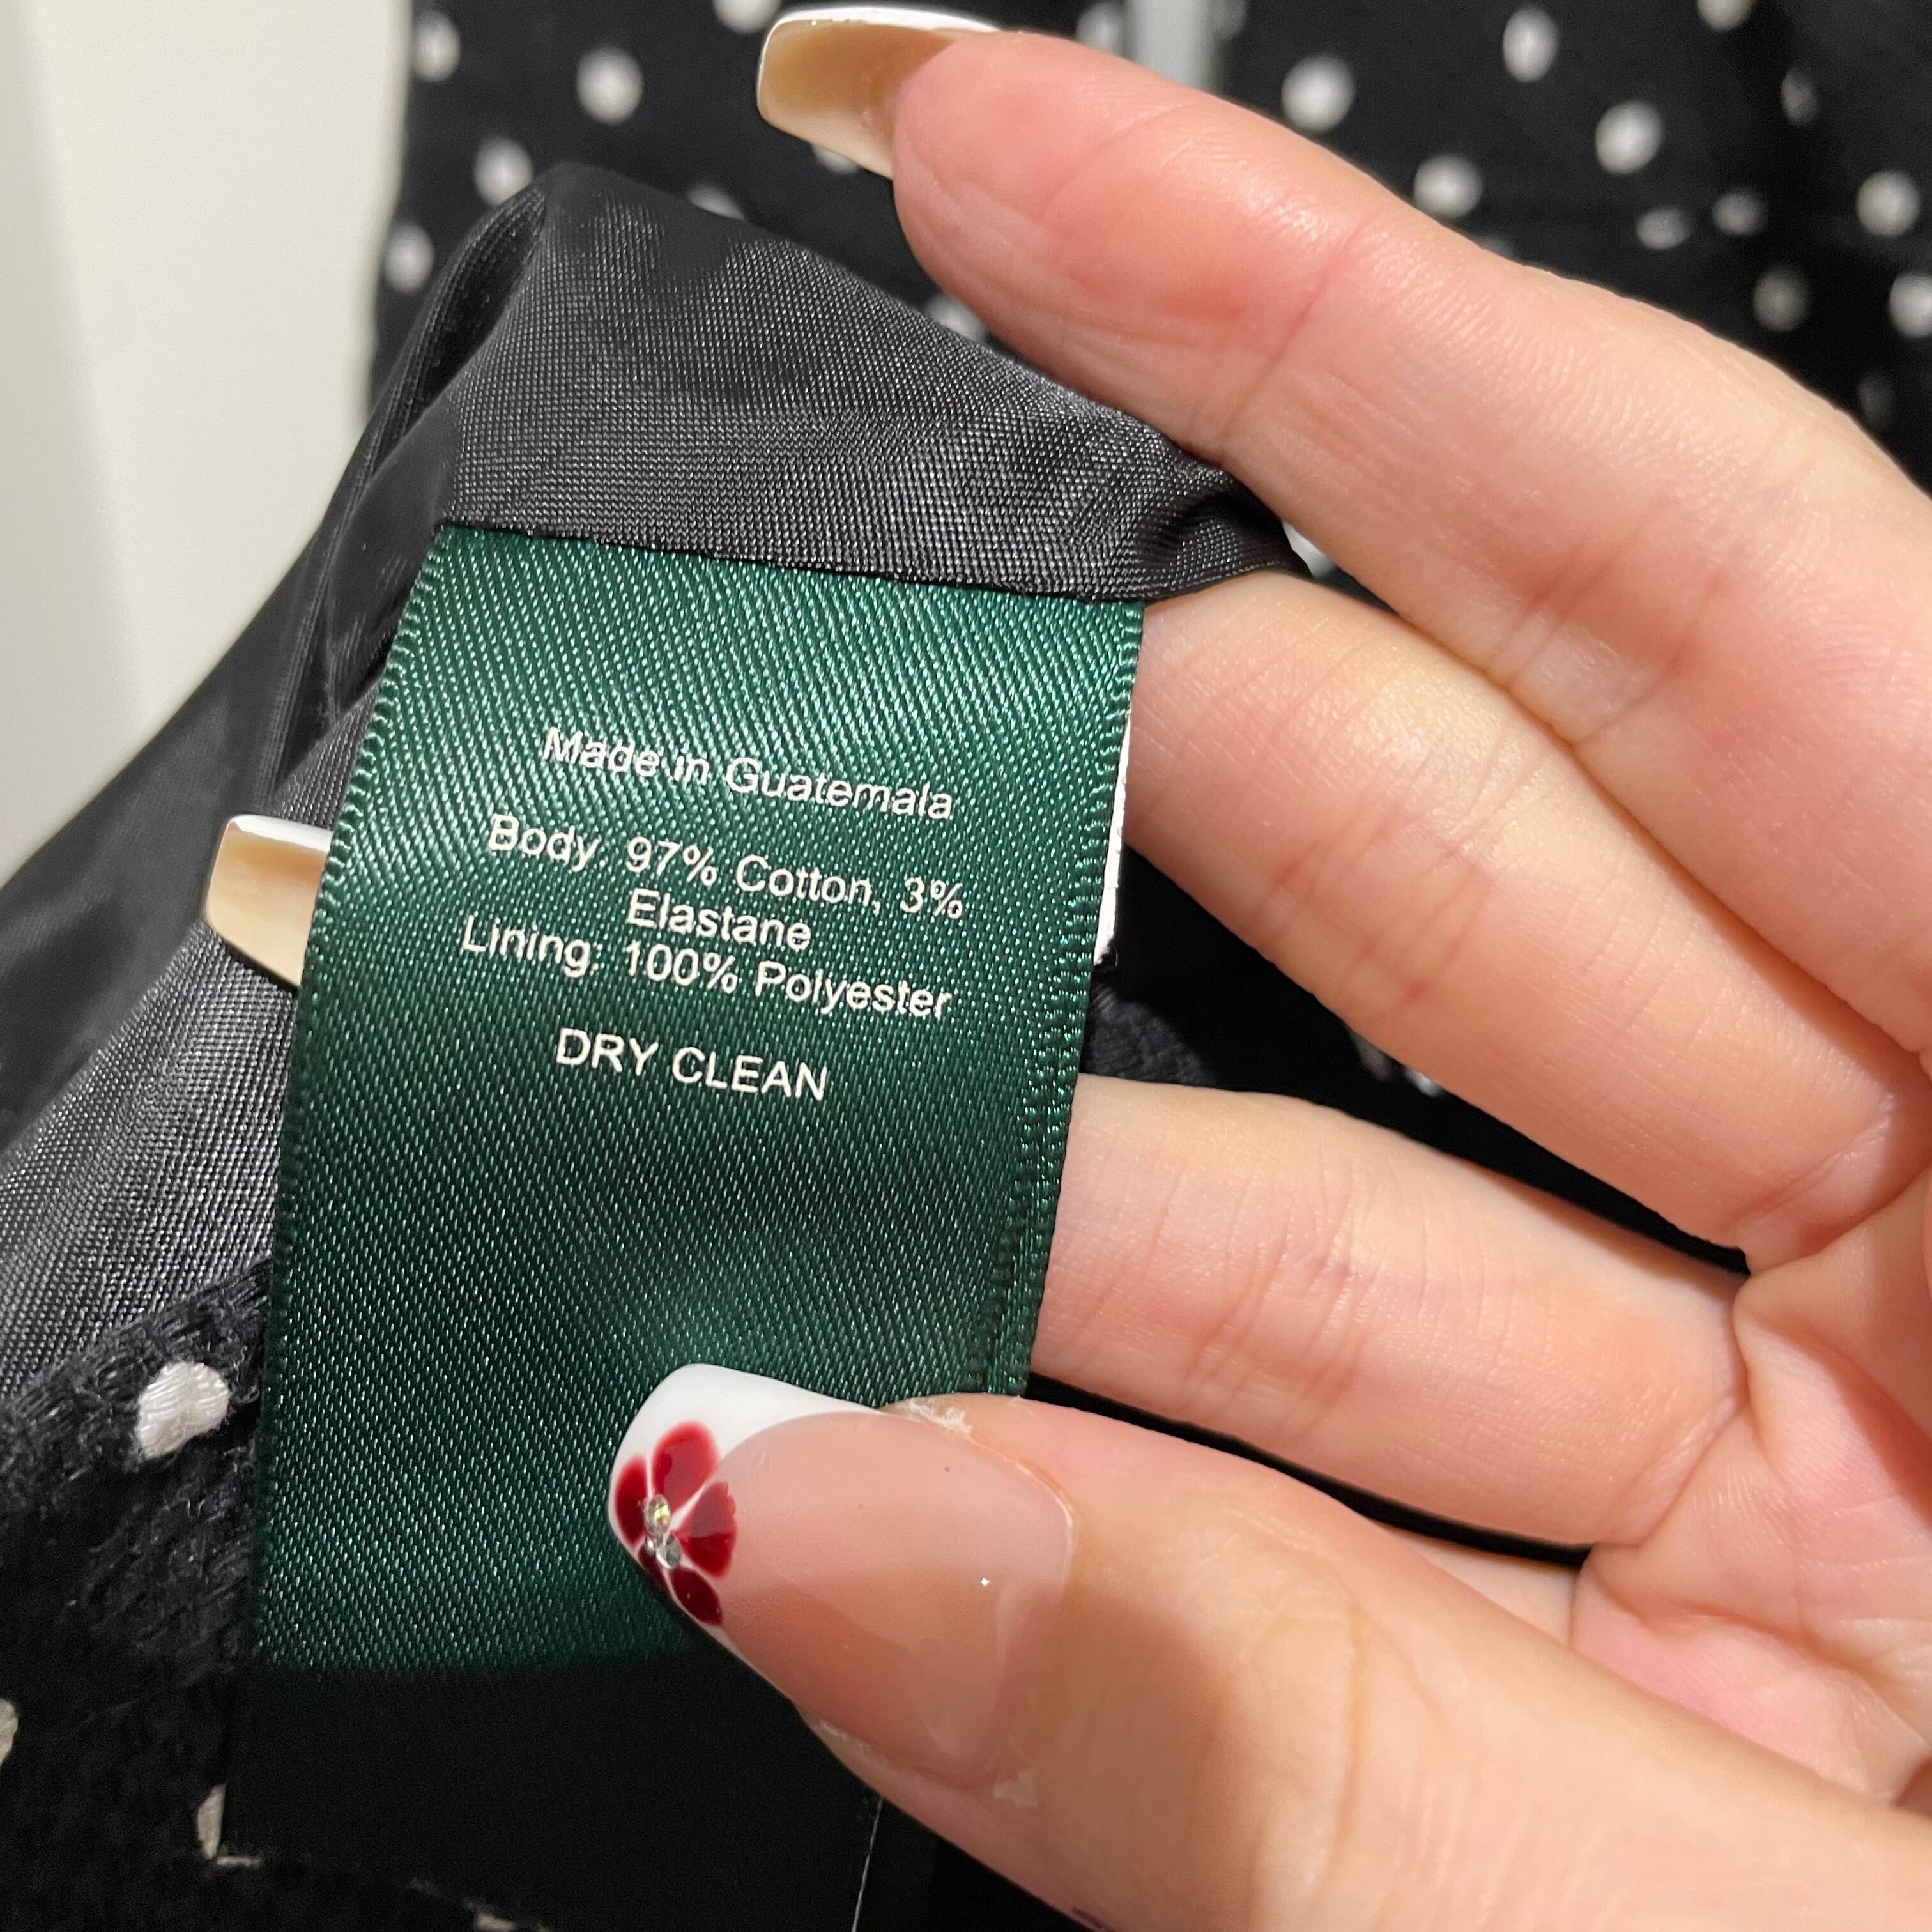 Made in Guatemala
Body: 97% Cotton, 3%
Elastane
Lining: 100% Polyester
DRY CLEAN